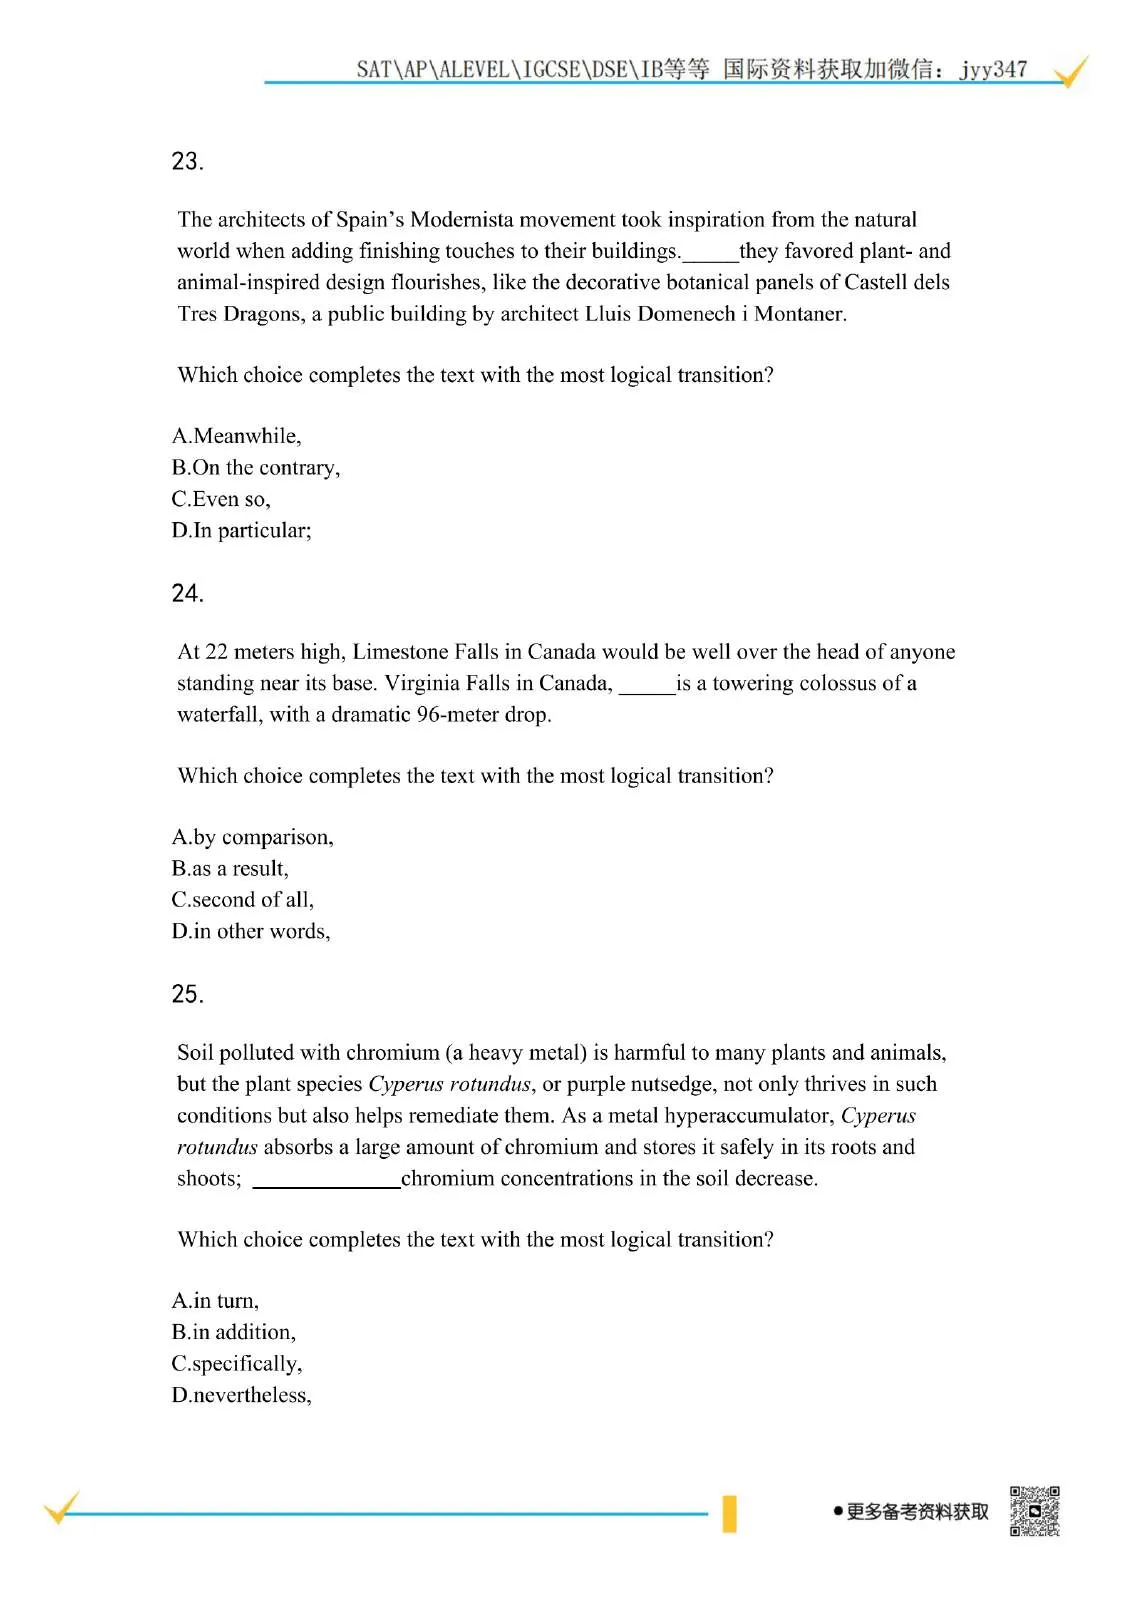 SAT\AP\ALEVEL\IGCSE\DSE\IB等等 国际资料获取加微信：jyy347
23.
The architects of Spain’s Modernista movement took inspiration from the natural
world when adding finishing touches to their buildings._____they favored plant- and
animal-inspired design flourishes, like the decorative botanical panels of Castell dels
Tres Dragons, a public building by architect Lluis Domenech i Montaner.
Which choice completes the text with the most logical transition?
A.Meanwhile,
B.On the contrary,
C.Even so,
D.In particular;
24.
At 22 meters high, Limestone Falls in Canada would be well over the head of anyone
standing near its base. Virginia Falls in Canada, _____is a towering colossus of a
waterfall, with a dramatic 96-meter drop.
Which choice completes the text with the most logical transition?
A.by comparison,
B.as a result,
C.second of all,
D.in other words,
25.
Soil polluted with chromium (a heavy metal) is harmful to many plants and animals,
but the plant species Cyperus rotundus, or purple nutsedge, not only thrives in such
conditions but also helps remediate them. As a metal hyperaccumulator, Cyperus
rotundus absorbs a large amount of chromium and stores it safely in its roots and
shoots; _____________chromium concentrations in the soil decrease.
Which choice completes the text with the most logical transition?
A.in turn,
B.in addition,
C.specifically,
D.nevertheless,
●更多备考资料获取